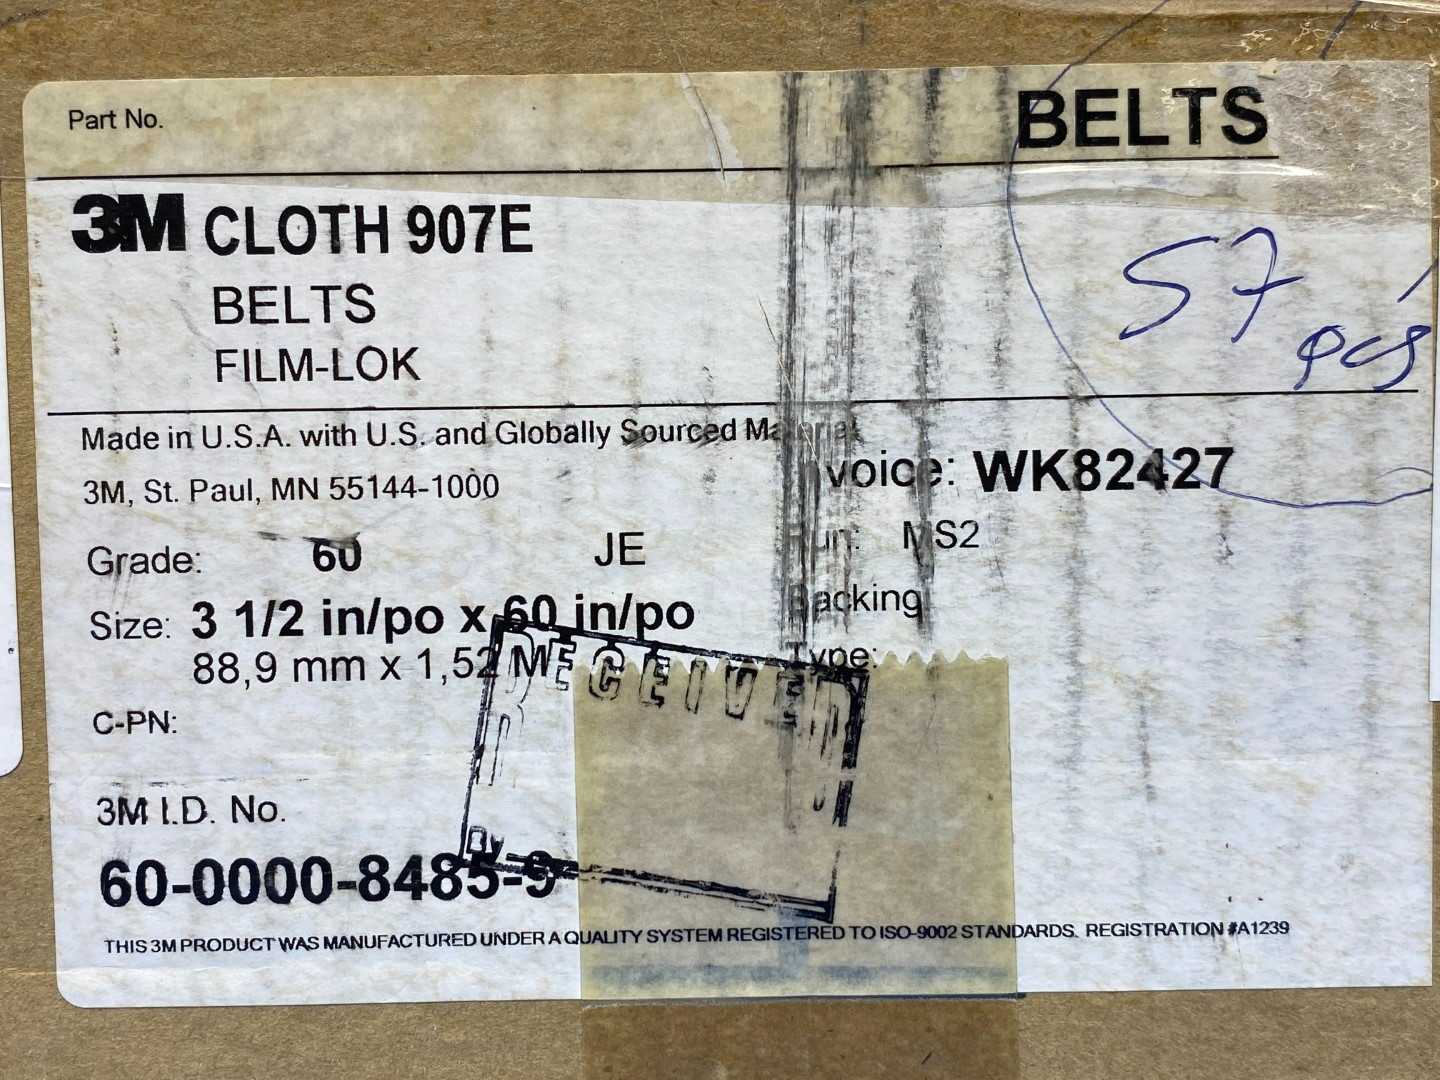 Part No.
BELTS
3M CLOTH 907E
BELTS
FILM-LOK
57
pcs
Made in U.S.A. with U.S. and Globally Sourced Material
3M, St. Paul, MN 55144-1000
Invoice: WK82427
Grade: 60 JE
Run: MS2
Size: 3 1/2 in/po x 60 in/po
88,9 mm x 1,52 M
Backing
Type:
RECEIVED
C-PN:
3M I.D. No.
BY
60-0000-8485-9
THIS 3M PRODUCT WAS MANUFACTURED UNDER A QUALITY SYSTEM REGISTERED TO ISO-9002 STANDARDS. REGISTRATION #A1239